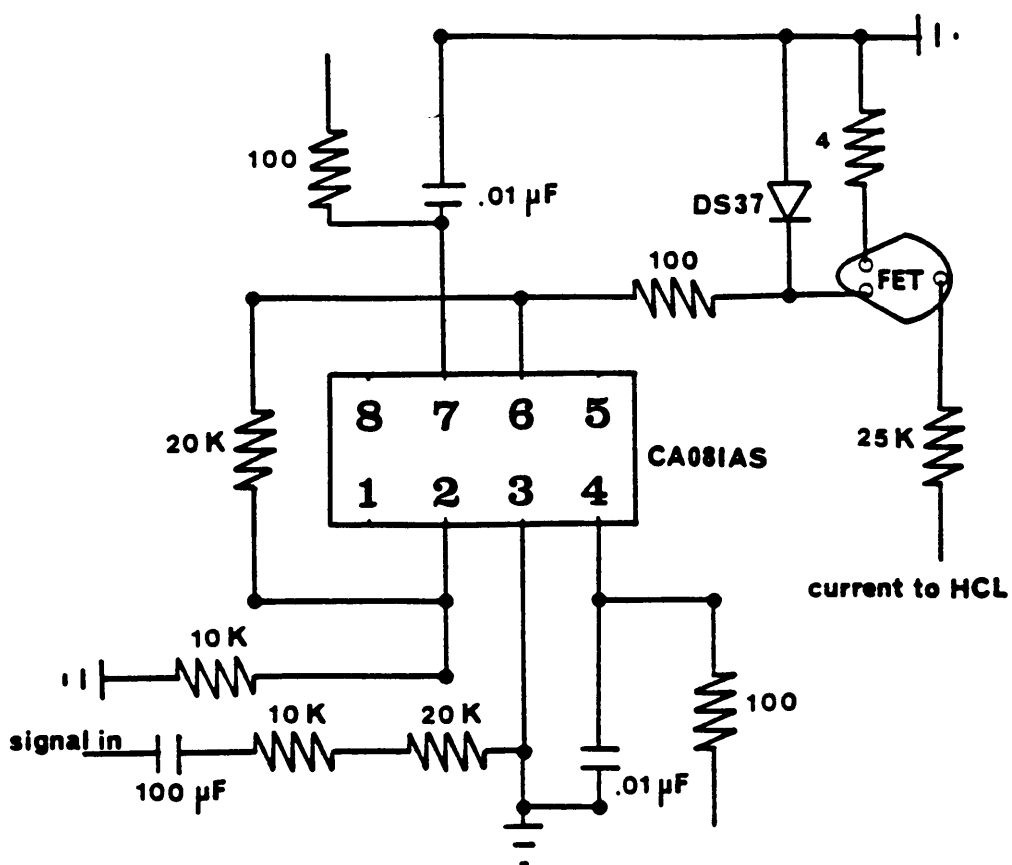 100
.01 µF
4
DS37
100
FET
8 7 6 5
20 K
CA081AS
25 K
1 2 3 4
current to HCL
10 K
10 K
20 K
100
signal in
100 µF
.01 µF